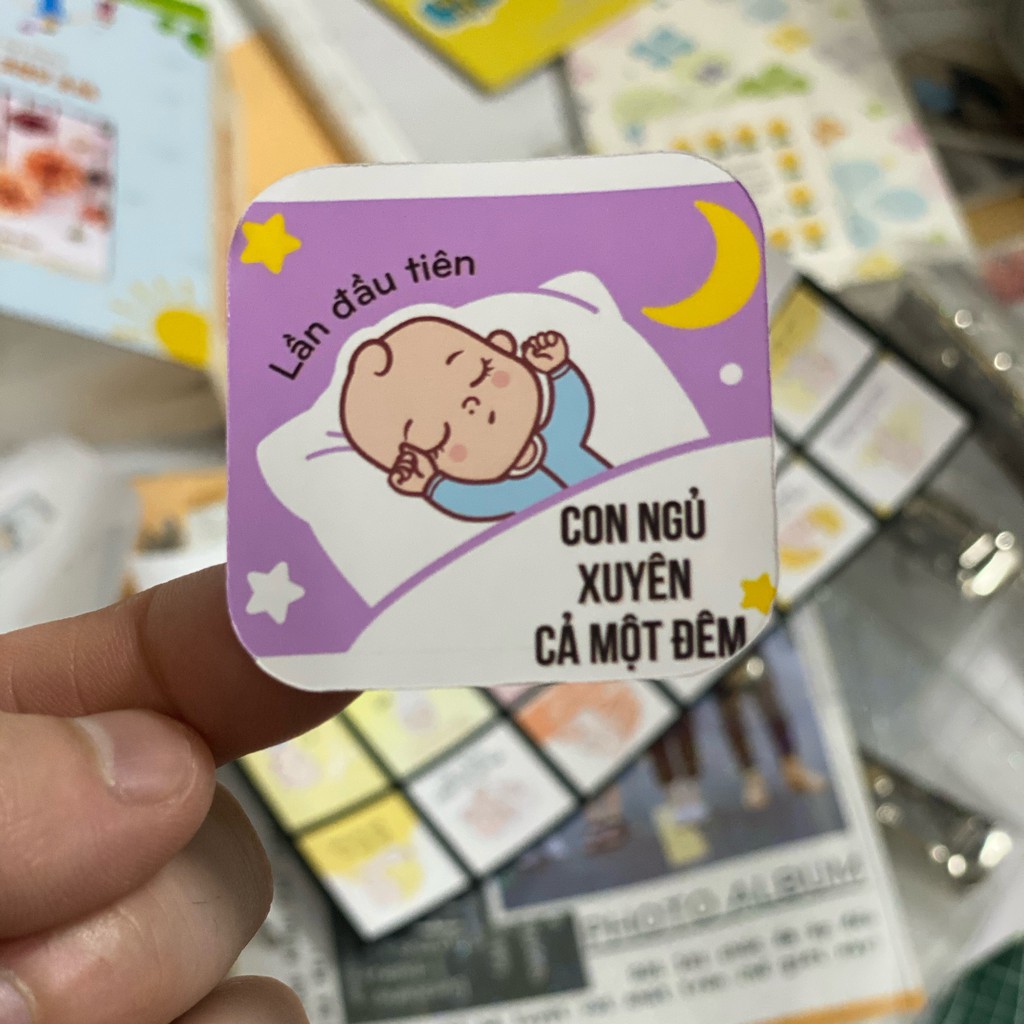 Lần đầu tiên
CON NGỦ
XUYÊN
CẢ MỘT ĐÊM
PHOTO ALBUM